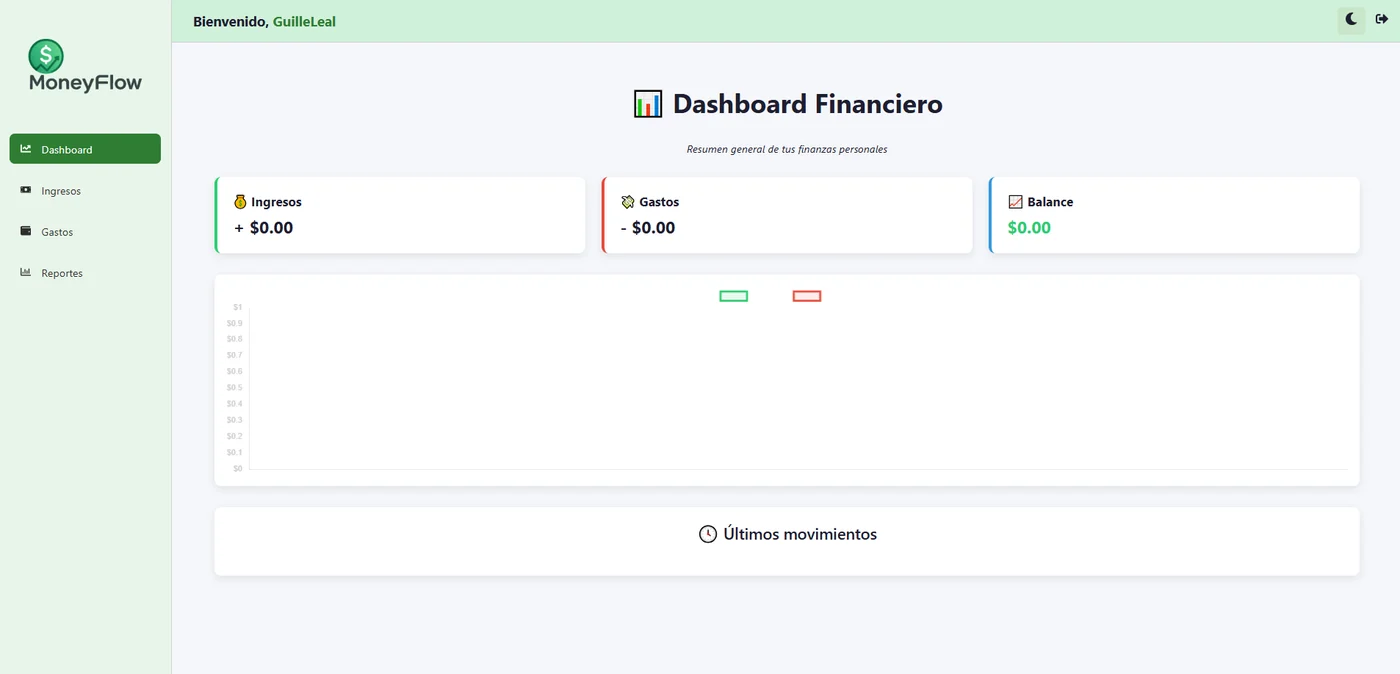 Bienvenido, GuilleLeal
MoneyFlow
Dashboard
Ingresos
Gastos
Reportes
Dashboard Financiero
Resumen general de tus finanzas personales
Ingresos
+ $0.00
Gastos
- $0.00
Balance
$0.00
$1
$0.9
$0.8
$0.7
$0.6
$0.5
$0.4
$0.3
$0.2
$0.1
$0
Últimos movimientos